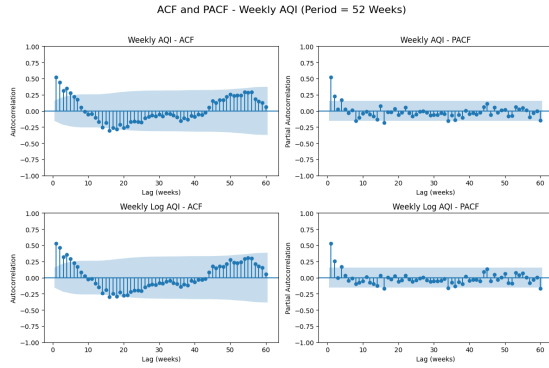 ACF and PACF - Weekly AQI (Period = 52 Weeks)
Weekly AQI - ACF
Weekly AQI - PACF
Autocorrelation
1.00
0.75
0.50
0.25
0.00
−0.25
−0.50
−0.75
−1.00
0 10 20 30 40 50 60
Lag (weeks)
Partial Autocorrelation
1.00
0.75
0.50
0.25
0.00
−0.25
−0.50
−0.75
−1.00
0 10 20 30 40 50 60
Lag (weeks)
Weekly Log AQI - ACF
Weekly Log AQI - PACF
Autocorrelation
1.00
0.75
0.50
0.25
0.00
−0.25
−0.50
−0.75
−1.00
0 10 20 30 40 50 60
Lag (weeks)
Partial Autocorrelation
1.00
0.75
0.50
0.25
0.00
−0.25
−0.50
−0.75
−1.00
0 10 20 30 40 50 60
Lag (weeks)